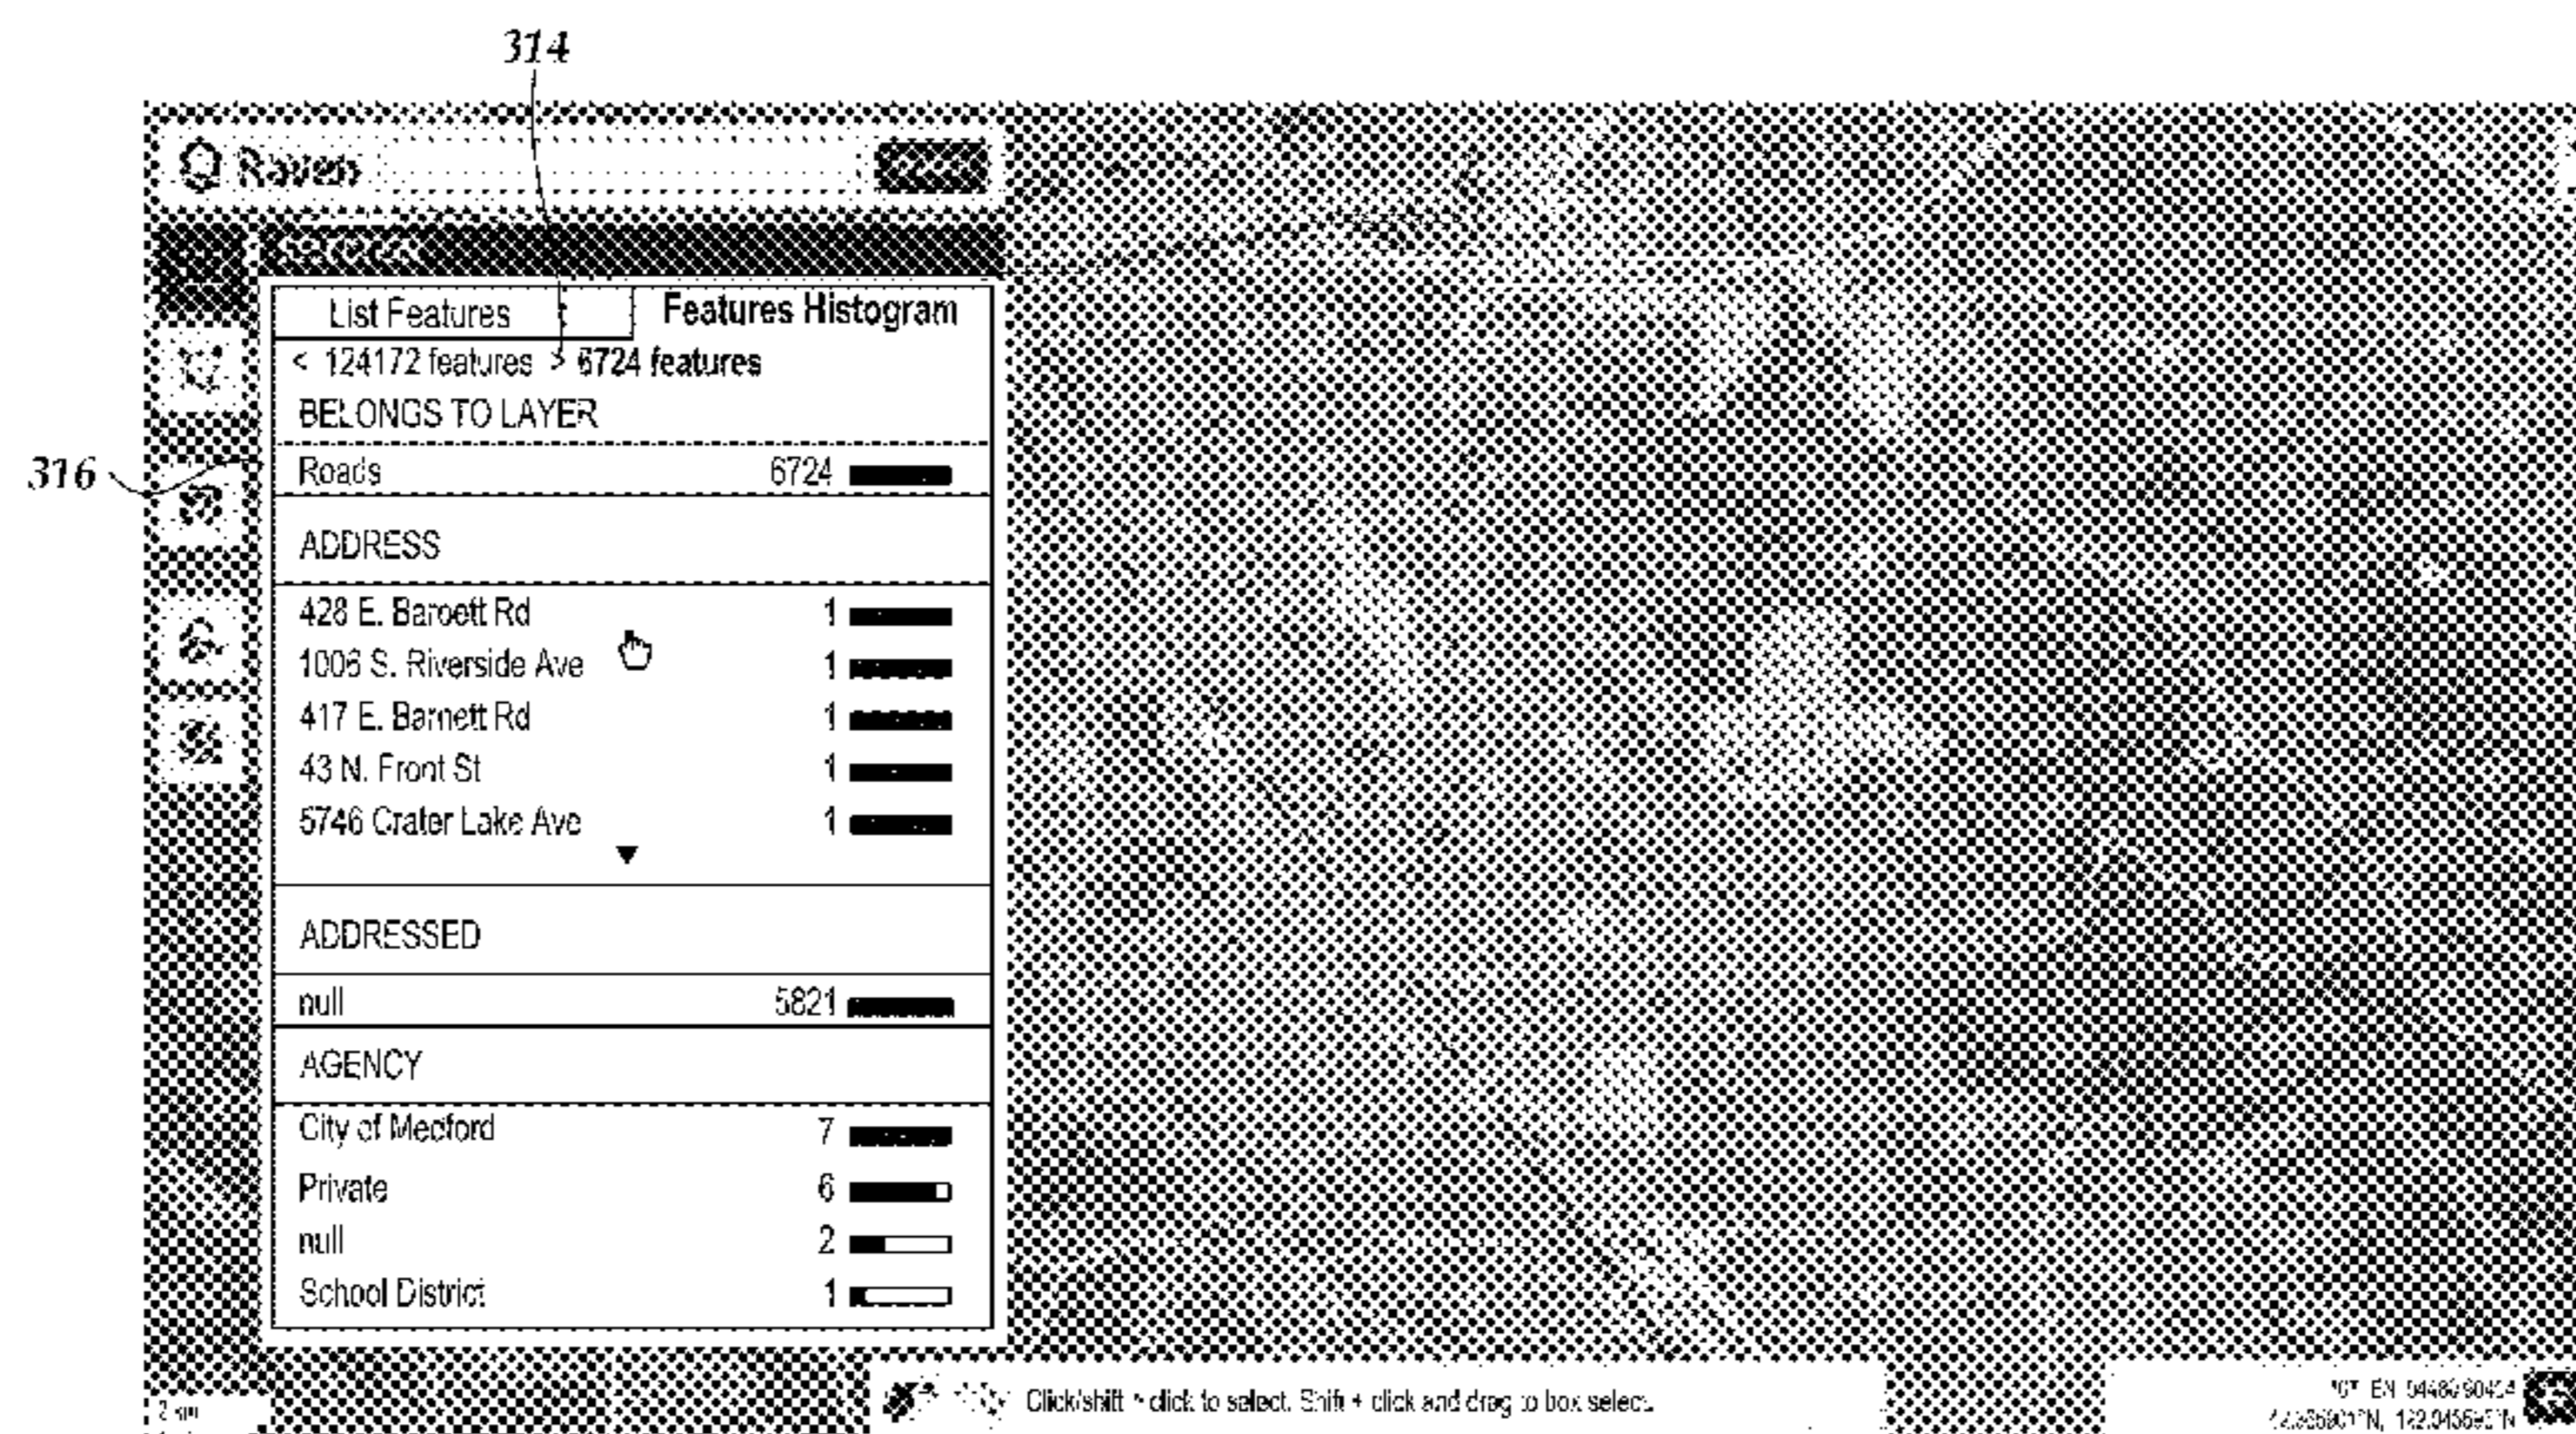 314
Raven
List Features Features Histogram
< 124172 features > 6724 features
BELONGS TO LAYER
316
Roads 6724
ADDRESS
428 E. Baroett Rd 1
1006 S. Riverside Ave 1
417 E. Barnett Rd 1
43 N. Front St 1
5746 Crater Lake Ave 1
ADDRESSED
null 5821
AGENCY
City of Medford 7
Private 6
null 2
School District 1
Click/shift + click to select. Shift + click and drag to box select.
2 km